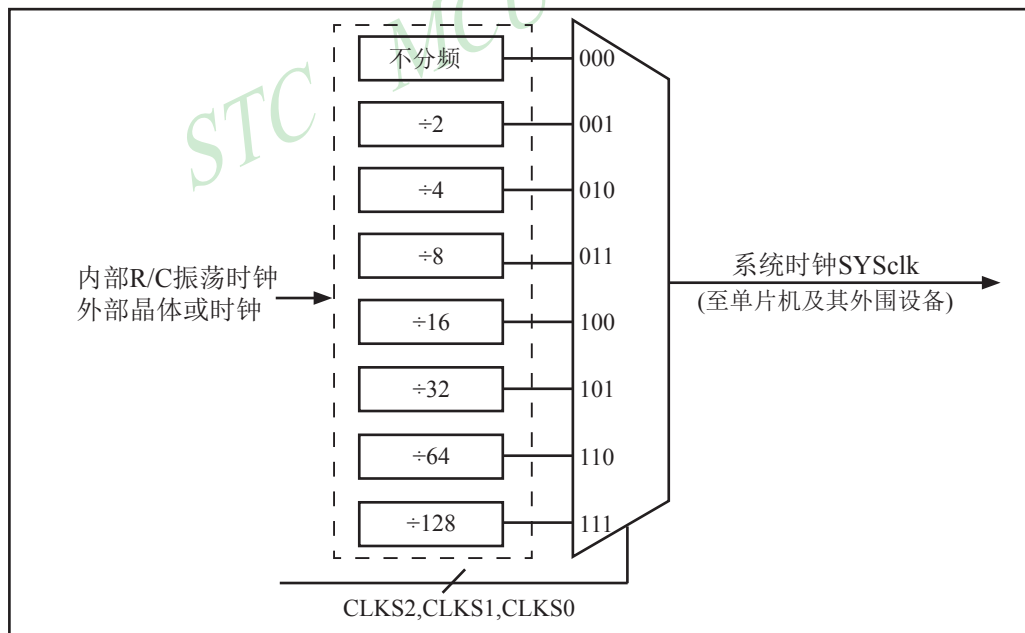 STC MCU
不分频
000
÷2
001
÷4
010
÷8
011
÷16
100
÷32
101
÷64
110
÷128
111
内部R/C振荡时钟
外部晶体或时钟
系统时钟SYSclk
(至单片机及其外围设备)
CLKS2,CLKS1,CLKS0